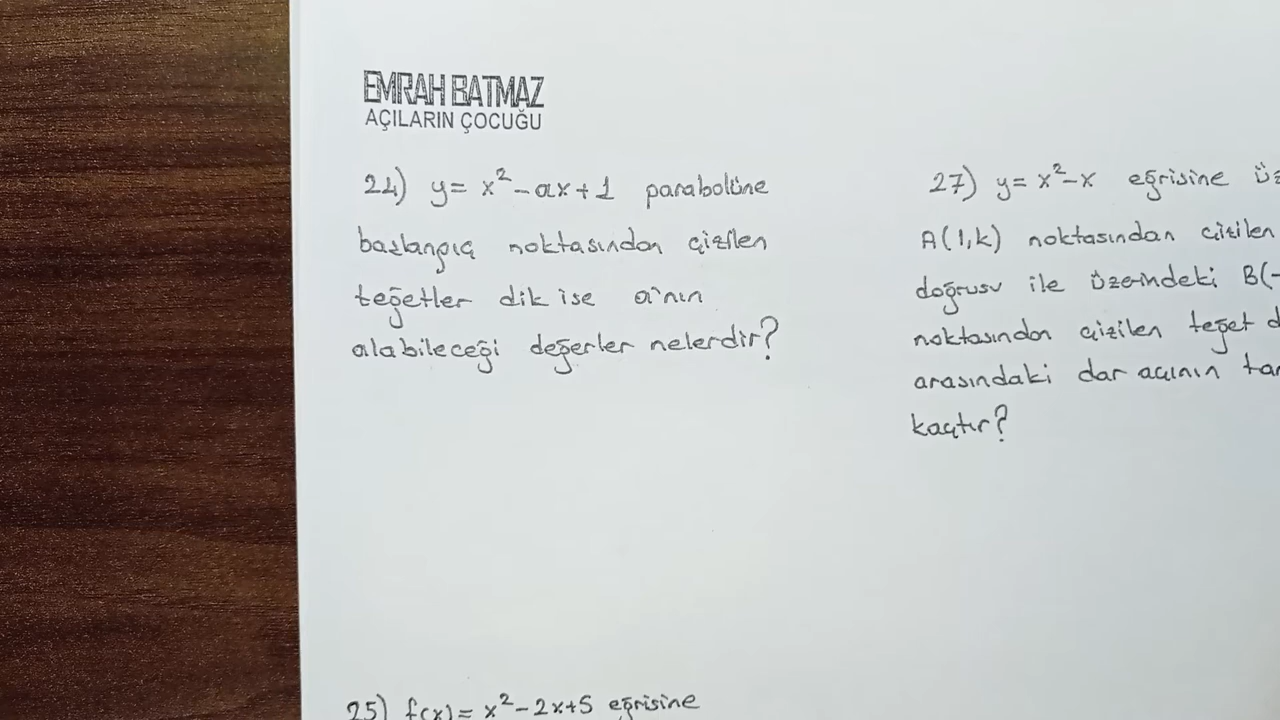 EMRAH BATMAZ
AÇILARIN ÇOCUĞU
24) y = x² - ax + 1 parabolüne
başlangıç noktasından çizilen
teğetler dik ise a'nın
alabileceği değerler nelerdir?
25) f(x) = x² - 2x + 5 eğrisine
27) y = x² - x eğrisine
A(1,k) noktasından çizilen
doğrusu ile üzerindeki B(-
noktasından çizilen teğet
arasındaki dar açının
kaçtır?